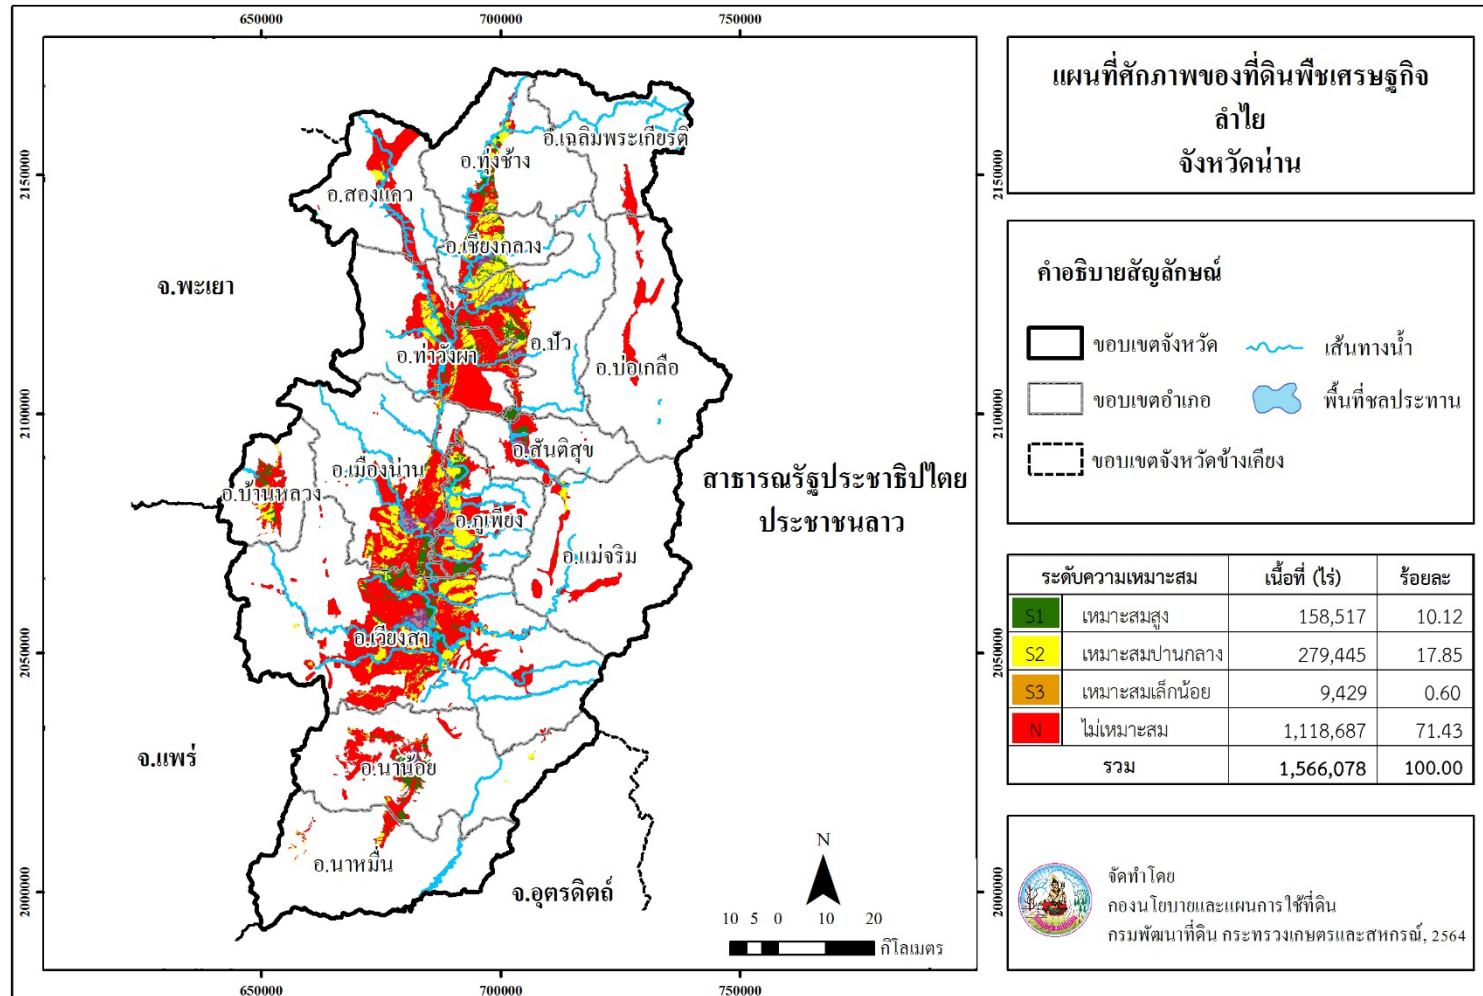 650000
700000
750000
2150000
2100000
2050000
2000000
2150000
2100000
2050000
2000000
650000
700000
750000
อ.เฉลิมพระเกียรติ
อ.ทุ่งช้าง
อ.สองแคว
อ.เชียงกลาง
จ.พะเยา
อ.ปัว
อ.ท่าวังผา
อ.บ่อเกลือ
อ.สันติสุข
อ.เมืองน่าน
อ.บ้านหลวง
อ.ภูเพียง
สาธารณรัฐประชาธิปไตย
ประชาชนลาว
อ.แม่จริม
อ.เวียงสา
จ.แพร่
อ.นาน้อย
อ.นาหมื่น
จ.อุตรดิตถ์
N
10 5 0 10 20
กิโลเมตร
แผนที่ศักภาพของที่ดินพืชเศรษฐกิจ
ลำไย
จังหวัดน่าน
คำอธิบายสัญลักษณ์
ขอบเขตจังหวัด เส้นทางน้ำ
ขอบเขตอำเภอ พื้นที่ชลประทาน
ขอบเขตจังหวัดข้างเคียง
ระดับความเหมาะสม เนื้อที่ (ไร่) ร้อยละ
S1 เหมาะสมสูง 158,517 10.12
S2 เหมาะสมปานกลาง 279,445 17.85
S3 เหมาะสมเล็กน้อย 9,429 0.60
N ไม่เหมาะสม 1,118,687 71.43
รวม 1,566,078 100.00
จัดทำโดย
กองนโยบายและแผนการใช้ที่ดิน
กรมพัฒนาที่ดิน กระทรวงเกษตรและสหกรณ์, 2564